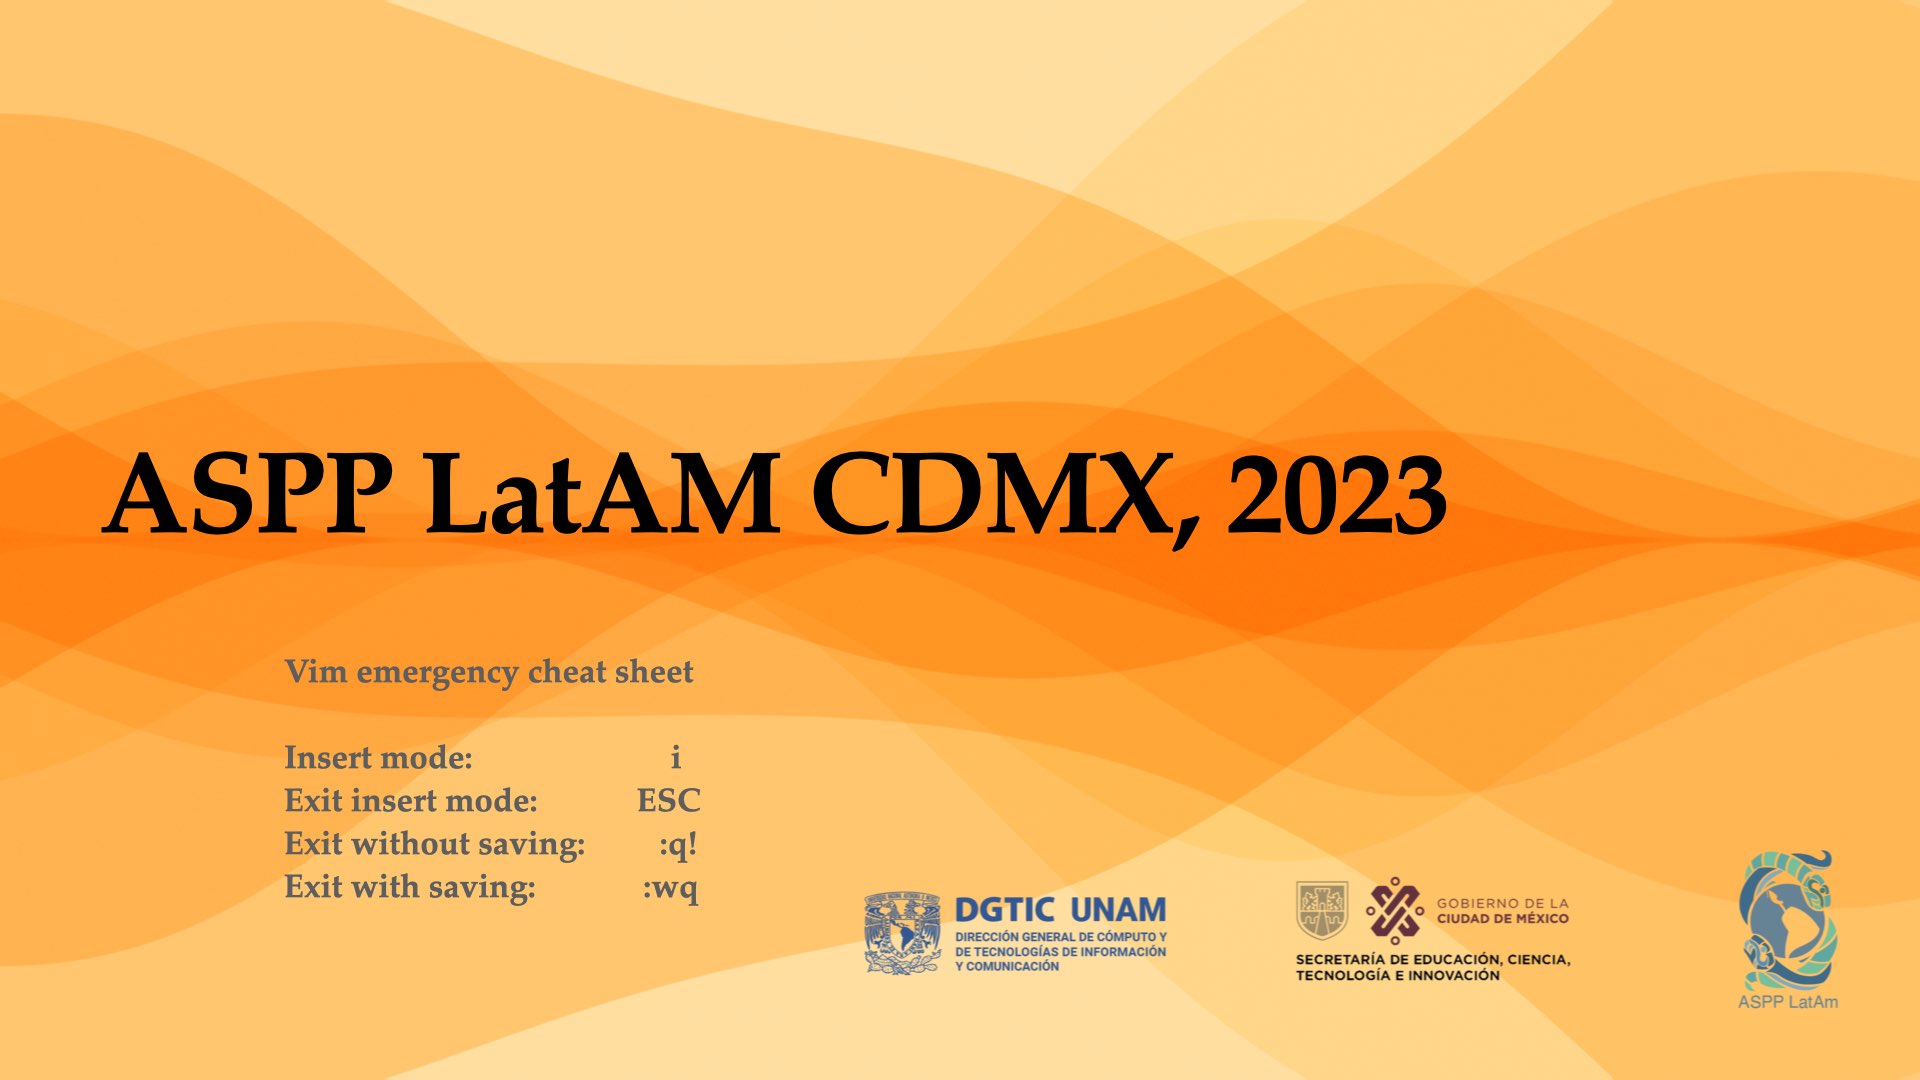 ASPP LatAM CDMX, 2023
Vim emergency cheat sheet
Insert mode: i
Exit insert mode: ESC
Exit without saving: :q!
Exit with saving: :wq
DGTIC UNAM
DIRECCIÓN GENERAL DE CÓMPUTO Y
DE TECNOLOGÍAS DE INFORMACIÓN
Y COMUNICACIÓN
GOBIERNO DE LA
CIUDAD DE MÉXICO
SECRETARÍA DE EDUCACIÓN, CIENCIA,
TECNOLOGÍA E INNOVACIÓN
ASPP LatAm